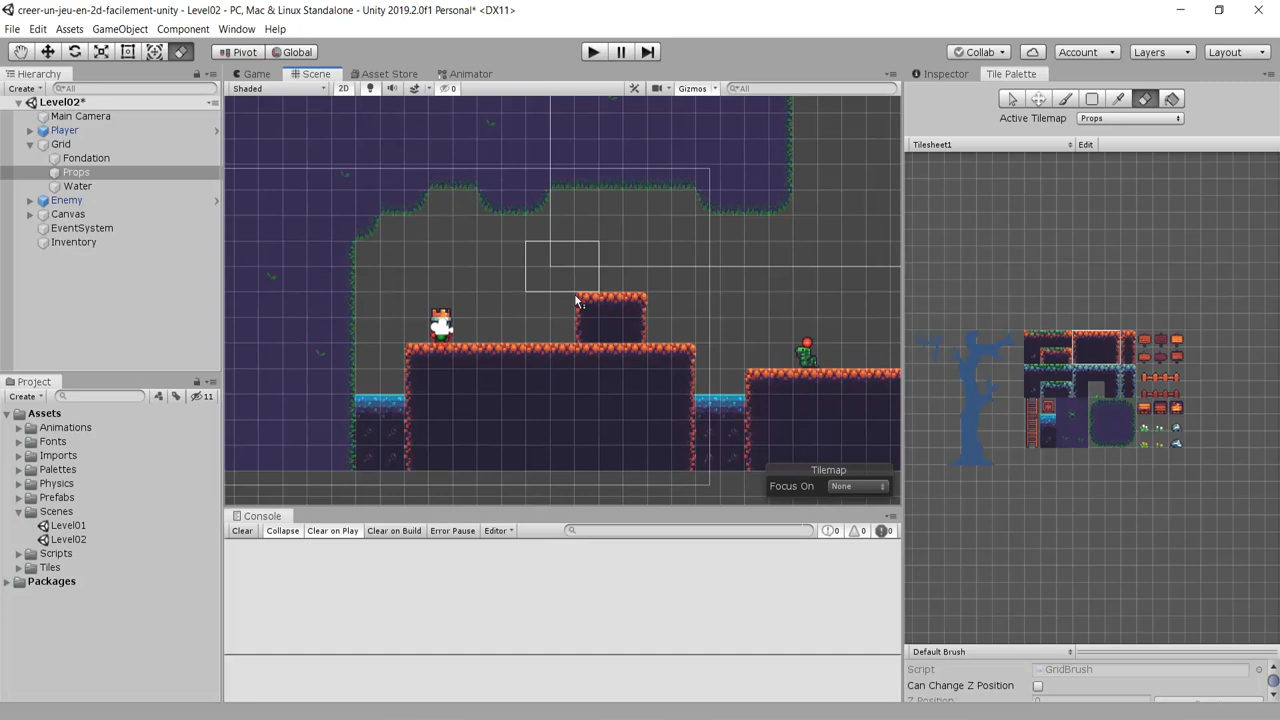 creer-un-jeu-en-2d-facilement-unity - Level02 - PC, Mac & Linux Standalone - Unity 2019.2.0f1 Personal* <DX11>
File Edit Assets GameObject Component Window Help
Pivot Global Collab Account Layers Layout
Hierarchy Game Scene Asset Store Animator Inspector Tile Palette
Create All Shaded 2D 0 Gizmos All
Level02*
Main Camera
Player
Active Tilemap Props
Grid
Tilesheet1 Edit
Fondation
Props
Water
Enemy
Canvas
EventSystem
Inventory
Project
Create 11
Assets
Animations
Fonts
Imports
Palettes
Physics
Prefabs
Scenes
Level01
Level02
Scripts
Tiles
Packages
Tilemap
Focus On None
Console
Clear Collapse Clear on Play Clear on Build Error Pause Editor 0 0 0
Default Brush
Script GridBrush
Can Change Z Position